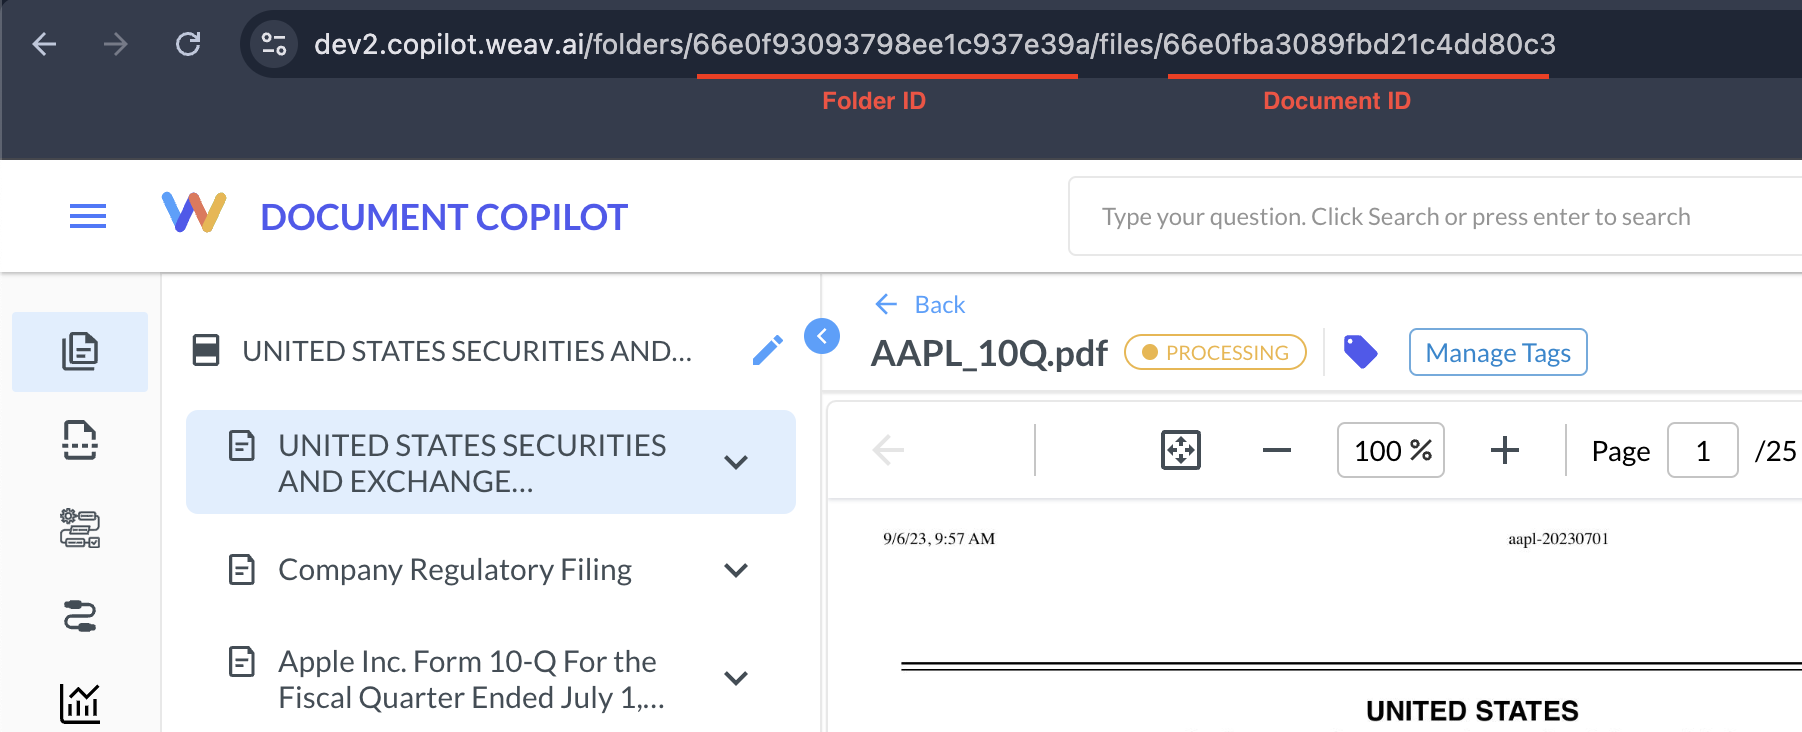 dev2.copilot.weav.ai/folders/66e0f93093798ee1c937e39a/files/66e0fba3089fbd21c4dd80c3
Folder ID
Document ID
DOCUMENT COPILOT
Type your question. Click Search or press enter to search
UNITED STATES SECURITIES AND...
UNITED STATES SECURITIES
AND EXCHANGE...
Company Regulatory Filing
Apple Inc. Form 10-Q For the
Fiscal Quarter Ended July 1,...
Back
AAPL_10Q.pdf
PROCESSING
Manage Tags
100 %
Page 1 /25
9/6/23, 9:57 AM
aapl-20230701
UNITED STATES